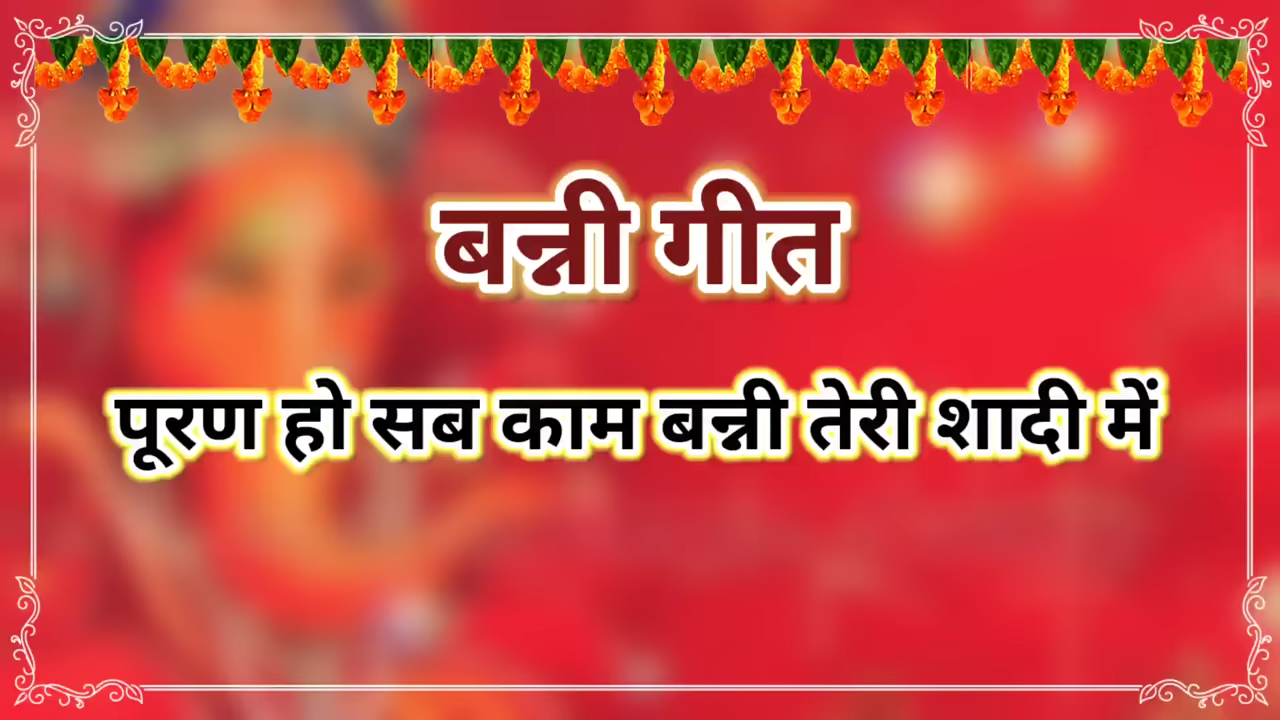 बन्नी गीत
पूरण हो सब काम बन्नी तेरी शादी में